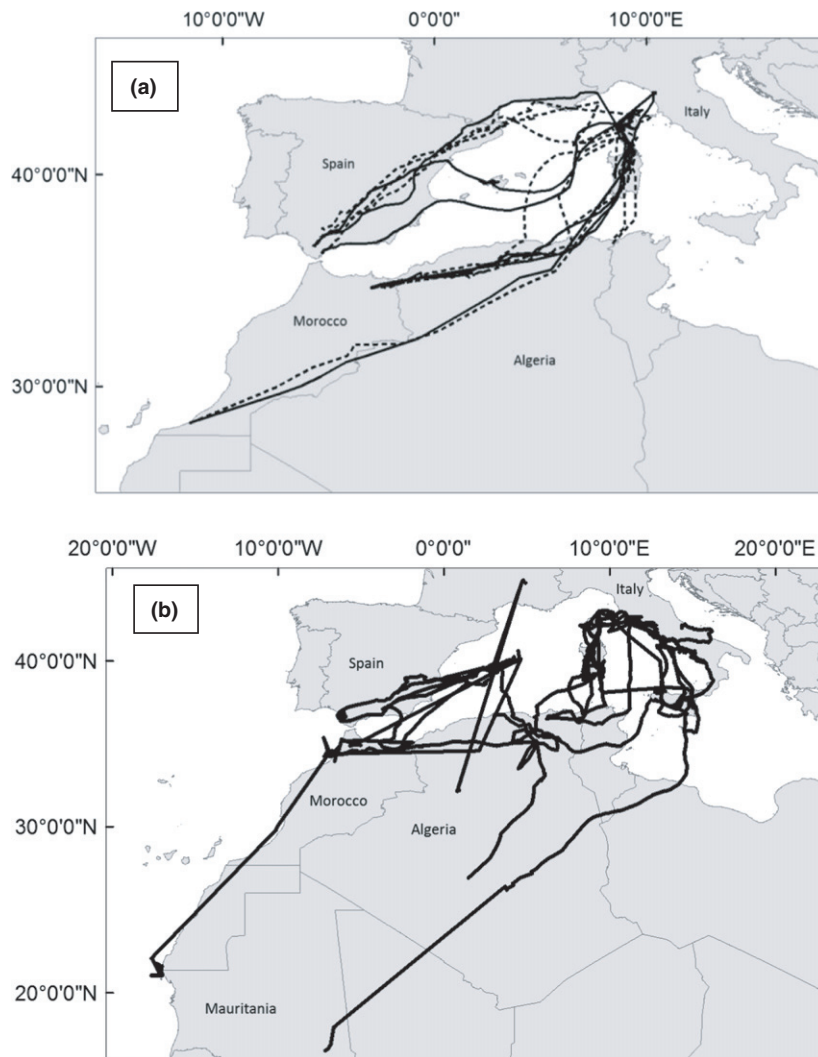 10°0'0"W 0°0'0" 10°0'0"E
(a)
Italy
40°0'0"N
Spain
Morocco
Algeria
30°0'0"N
20°0'0"W 10°0'0"W 0°0'0" 10°0'0"E 20°0'0"E
(b)
Italy
40°0'0"N
Spain
Morocco
30°0'0"N
Algeria
20°0'0"N
Mauritania